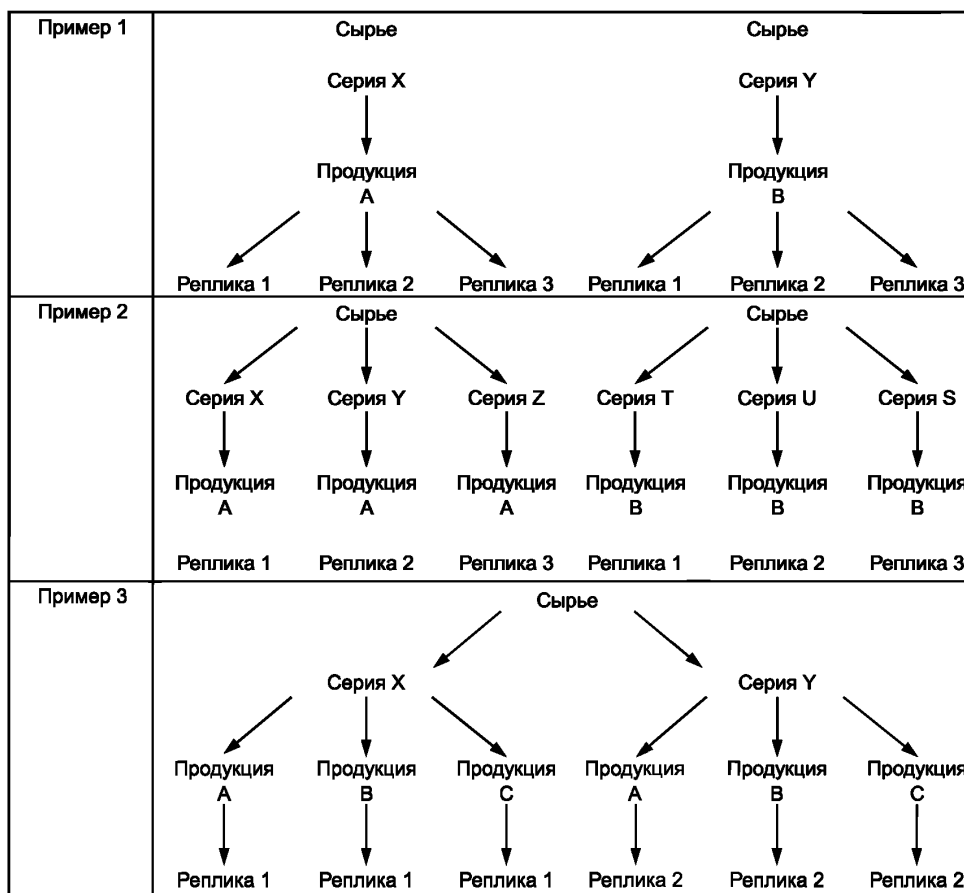 Пример 1 Сырье Сырье
Серия X Серия Y
Продукция Продукция
A B
Реплика 1 Реплика 2 Реплика 3 Реплика 1 Реплика 2 Реплика 3
Пример 2 Сырье Сырье
Серия X Серия Y Серия Z Серия T Серия U Серия S
Продукция Продукция Продукция Продукция Продукция Продукция
A A A B B B
Реплика 1 Реплика 2 Реплика 3 Реплика 1 Реплика 2 Реплика 3
Пример 3 Сырье
Серия X Серия Y
Продукция Продукция Продукция Продукция Продукция Продукция
A B C A B C
Реплика 1 Реплика 1 Реплика 1 Реплика 2 Реплика 2 Реплика 2